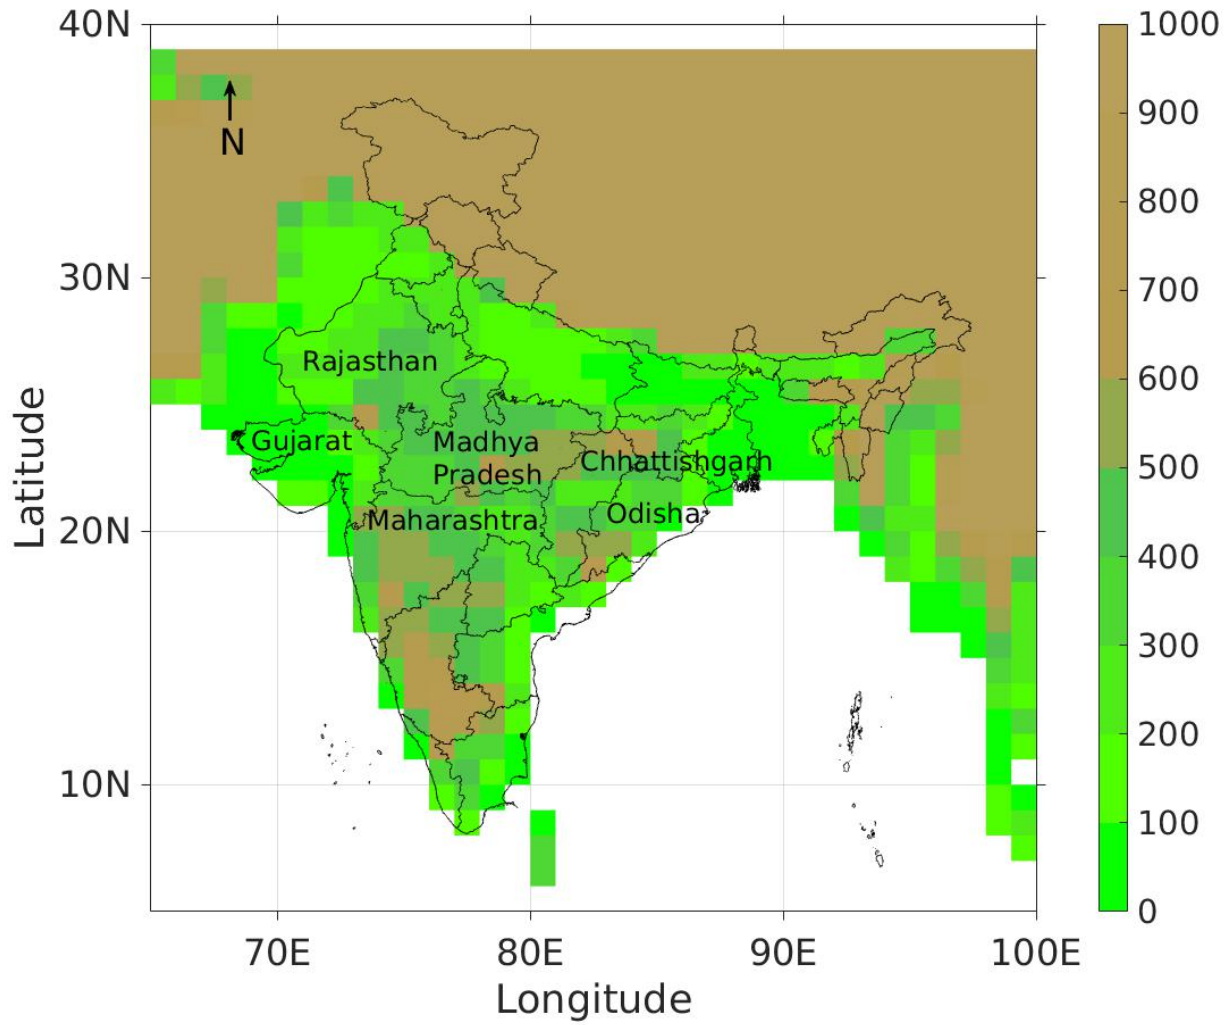 40N
1000
900
N
800
700
30N
600
Rajasthan
Gujarat
Madhya
Pradesh
Chhattishgarh
500
Maharashtra
Odisha
20N
400
Latitude
300
200
10N
100
0
70E
80E
90E
100E
Longitude